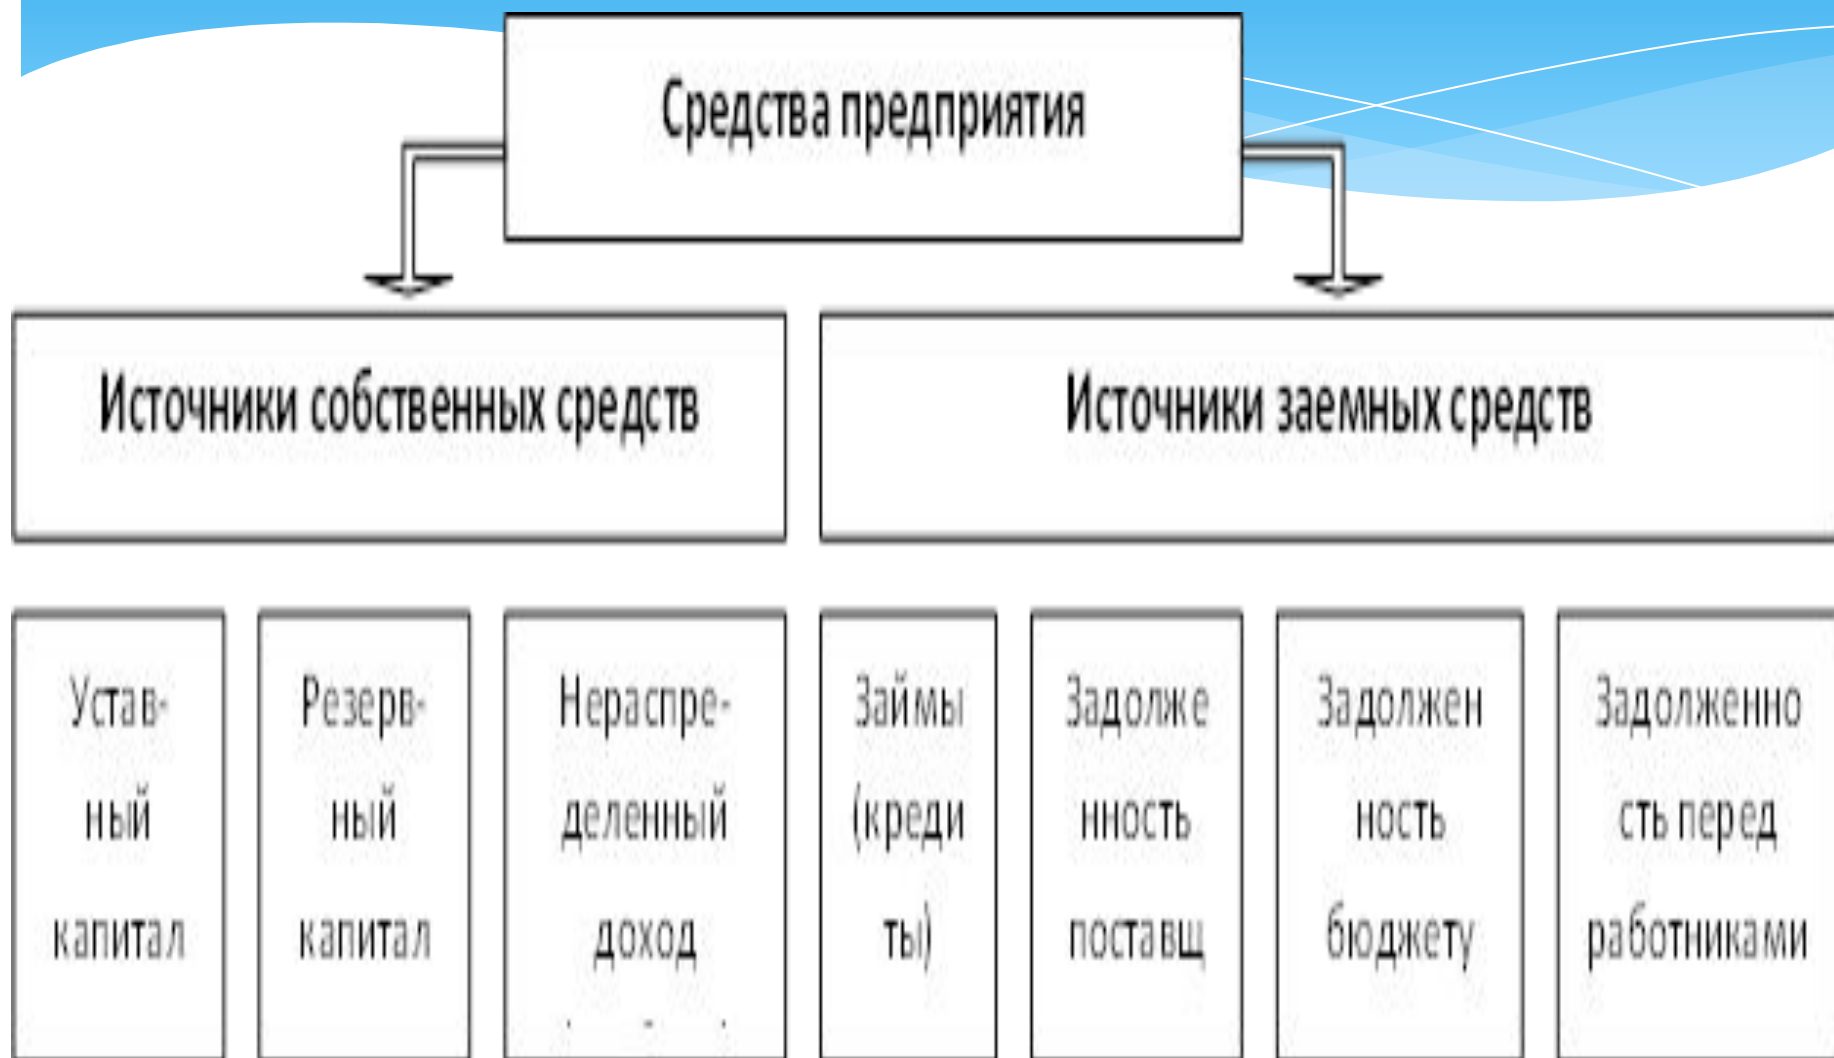 Средства предприятия
Источники собственных средств
Источники заемных средств
Устав-
ный
капитал
Резерв-
ный
капитал
Нераспре-
деленный
доход
Займы
(креди
ты)
Задолже
нность
поставщ
Задолжен
ность
бюджету
Задолженно
сть перед
работниками